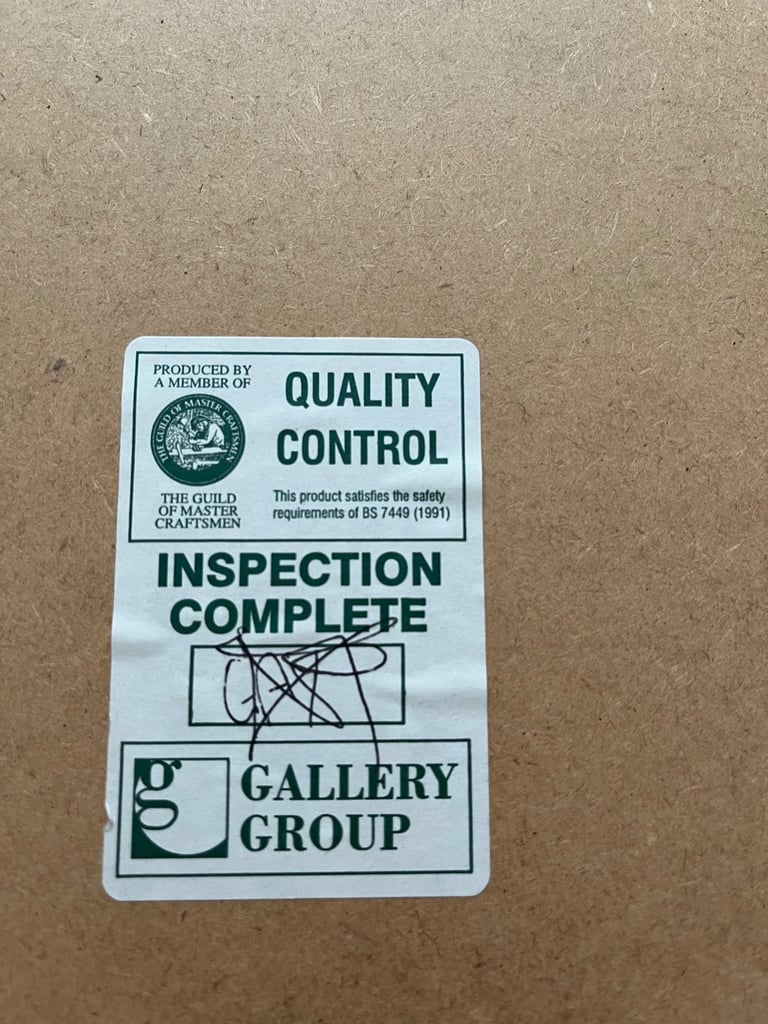 PRODUCED BY
A MEMBER OF
THE GUILD OF MASTER CRAFTSMEN
THE GUILD
OF MASTER
CRAFTSMEN
QUALITY
CONTROL
This product satisfies the safety
requirements of BS 7449 (1991)
INSPECTION
COMPLETE
g
GALLERY
GROUP